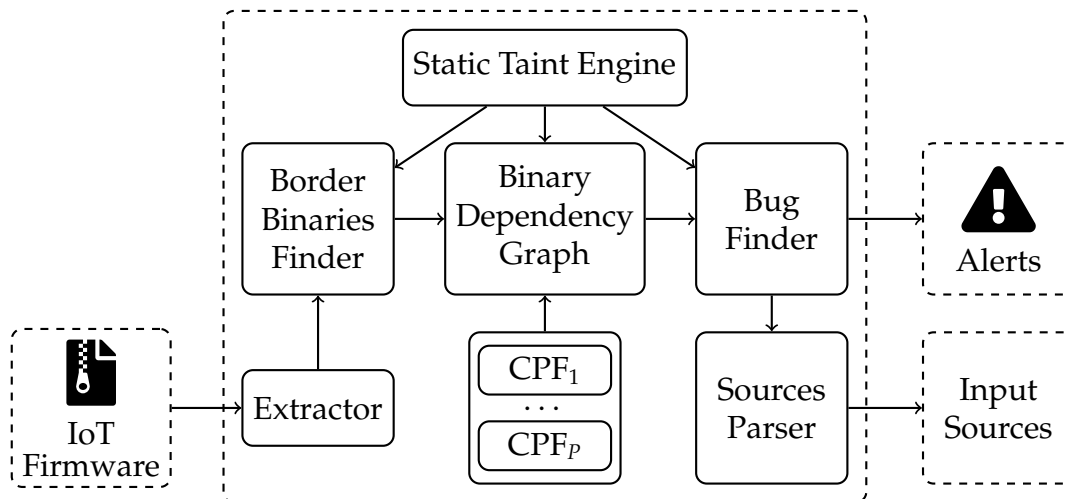 Static Taint Engine
Border
Binaries
Finder
Binary
Dependency
Graph
Bug
Finder
Alerts
IoT
Firmware
Extractor
CPF₁
...
CPF_P
Sources
Parser
Input
Sources